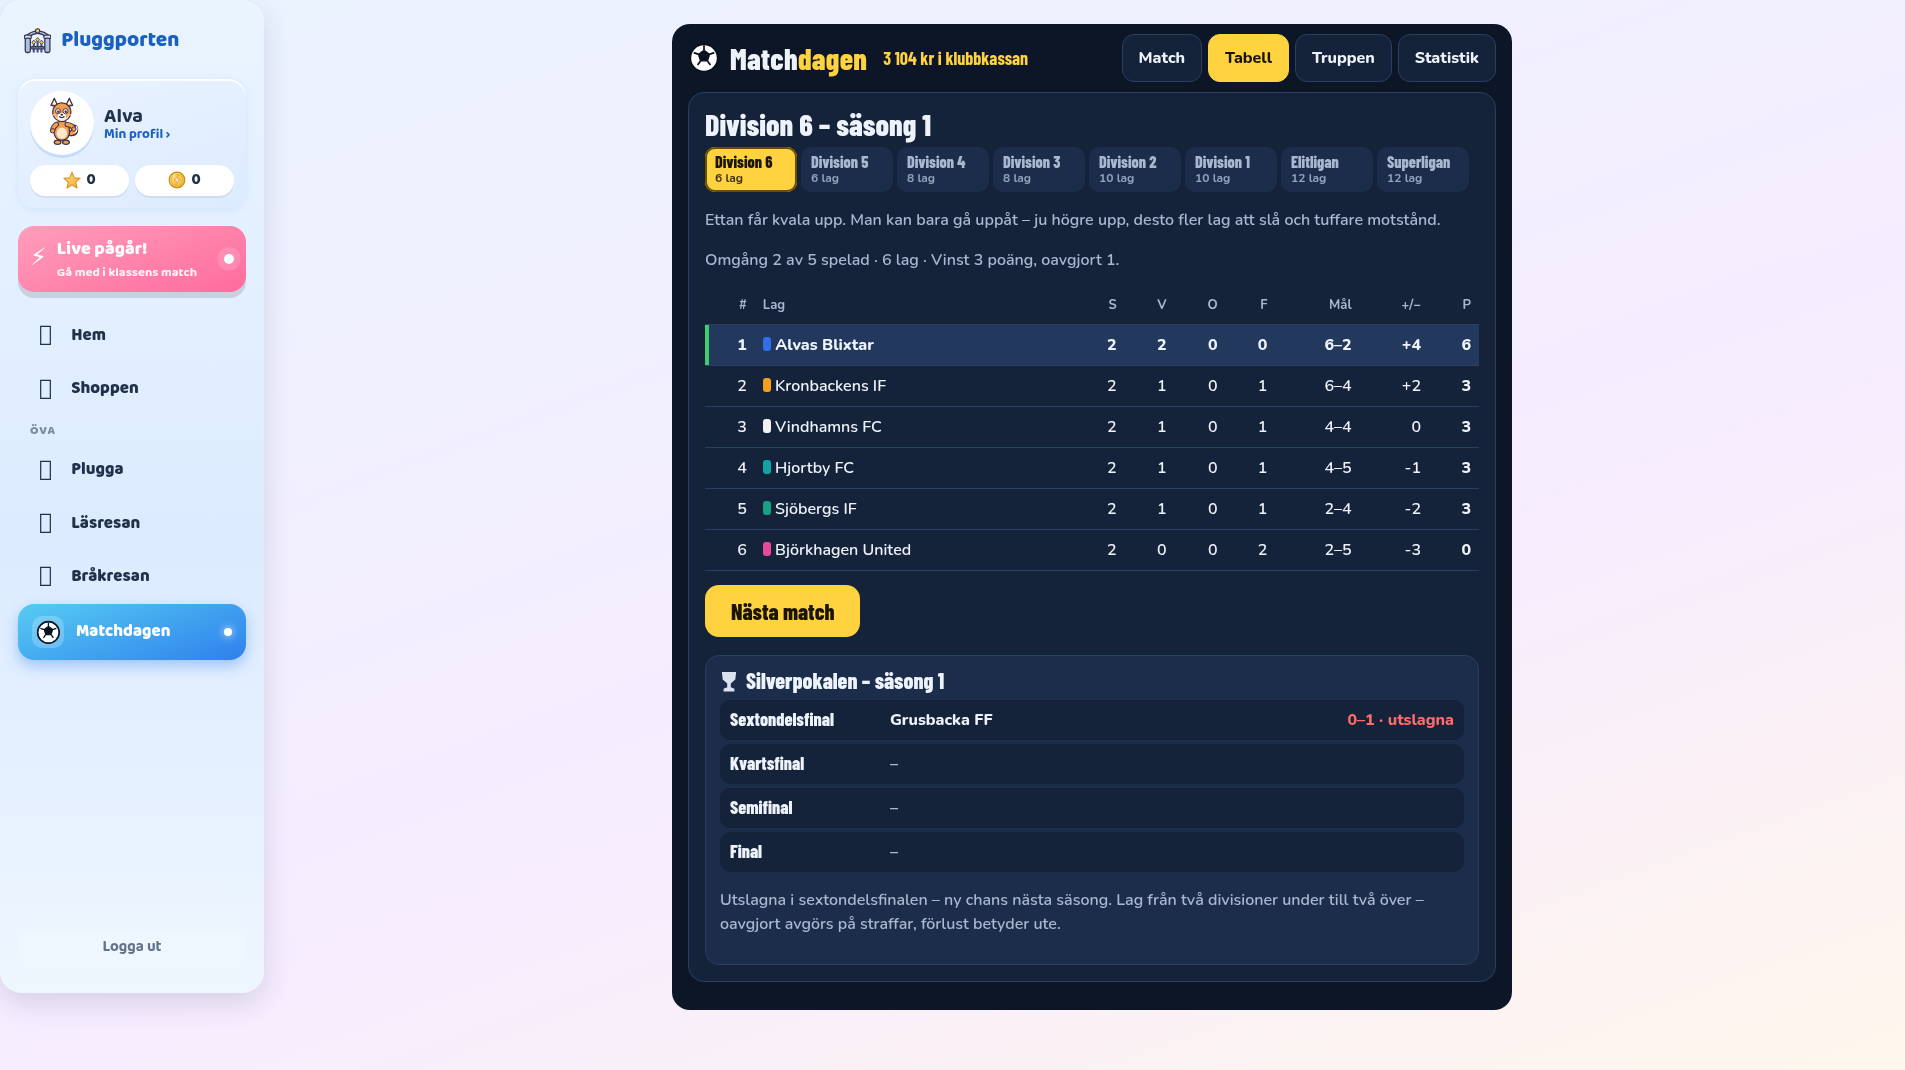 Pluggporten
Alva
Min profil ›
0
0
Live pågår!
Gå med i klassens match
Hem
Shoppen
ÖVA
Plugga
Läsresan
Bråkresan
Matchdagen
Logga ut
Matchdagen 3 104 kr i klubbkassan
Match Tabell Truppen Statistik
Division 6 – säsong 1
Division 6 Division 5 Division 4 Division 3 Division 2 Division 1 Elitligan Superligan
6 lag 6 lag 8 lag 8 lag 10 lag 10 lag 12 lag 12 lag
Ettan får kvala upp. Man kan bara gå uppåt – ju högre upp, desto fler lag att slå och tuffare motstånd.
Omgång 2 av 5 spelad · 6 lag · Vinst 3 poäng, oavgjort 1.
# Lag S V O F Mål +/− P
1 Alvas Blixtar 2 2 0 0 6–2 +4 6
2 Kronbackens IF 2 1 0 1 6–4 +2 3
3 Vindhamns FC 2 1 0 1 4–4 0 3
4 Hjortby FC 2 1 0 1 4–5 -1 3
5 Sjöbergs IF 2 1 0 1 2–4 -2 3
6 Björkhagen United 2 0 0 2 2–5 -3 0
Nästa match
Silverpokalen – säsong 1
Sextondelsfinal Grusbacka FF 0–1 · utslagna
Kvartsfinal –
Semifinal –
Final –
Utslagna i sextondelsfinalen – ny chans nästa säsong. Lag från två divisioner under till två över –
oavgjort avgörs på straffar, förlust betyder ute.